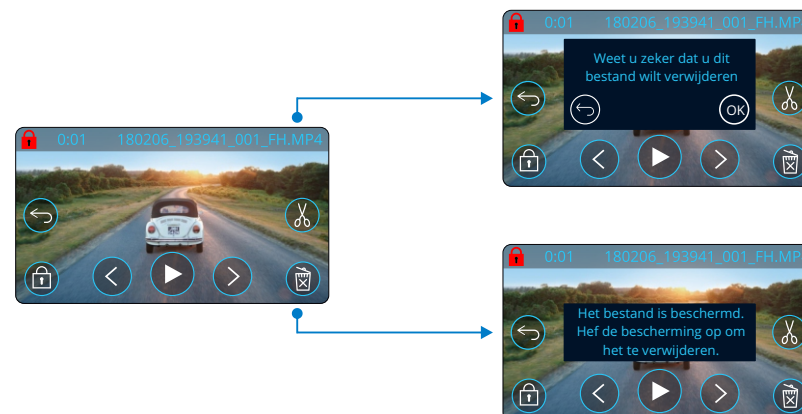 0:01 180206_193941_001_FH.MP4
0:01 180206_193941_001_FH.MP
Weet u zeker dat u dit
bestand wilt verwijderen
OK
0:01 180206_193941_001_FH.MP
Het bestand is beschermd.
Hef de bescherming op om
het te verwijderen.